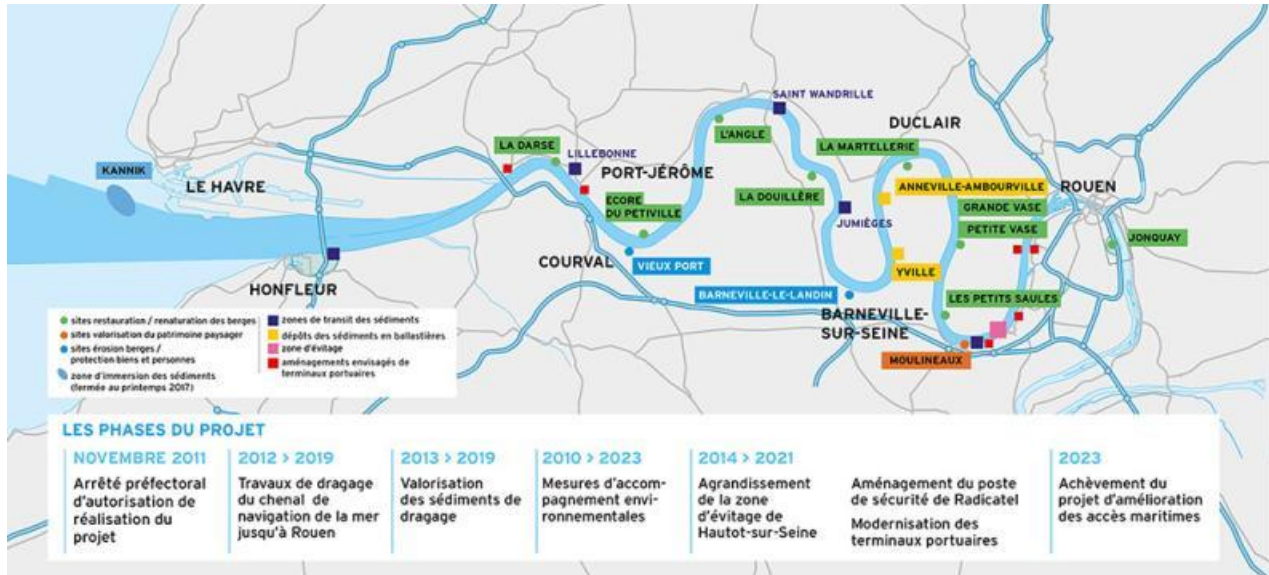 SAINT WANDRILLE
DUCLAIR
L'ANGLE
LA DARSE
LA MARTELLERIE
LILLEBONNE
PORT-JÉRÔME
KANNIK
LE HAVRE
ANNEVILLE-AMBOURVILLE
ROUEN
LA DOUILLÈRE
ECORE
DU PETIVILLE
GRANDE VASE
JUMIÈGES
PETITE VASE
JONQUAY
COURVAL
VIEUX PORT
YVILLE
HONFLEUR
BARNEVILLE-LE-LANDIN
LES PETITS SAULES
BARNEVILLE-
SUR-SEINE
MOULINEAUX
sites restauration / renaturation des berges
sites valorisation du patrimoine paysager
sites érosion berges /
protection biens et personnes
zone d'immersion des sédiments
(fermée au printemps 2017)
zones de transit des sédiments
dépôts des sédiments en ballastières
zone d'évitage
aménagements envisagés de
terminaux portuaires
LES PHASES DU PROJET
NOVEMBRE 2011
Arrêté préfectoral
d'autorisation de
réalisation du
projet
2012 > 2019
Travaux de dragage
du chenal de
navigation de la mer
jusqu'à Rouen
2013 > 2019
Valorisation
des sédiments de
dragage
2010 > 2023
Mesures d'accom-
pagnement envi-
ronnementales
2014 > 2021
Agrandissement
de la zone
d'évitage de
Hautot-sur-Seine
Aménagement du poste
de sécurité de Radicatel
Modernisation des
terminaux portuaires
2023
Achèvement du
projet d'amélioration
des accès maritimes